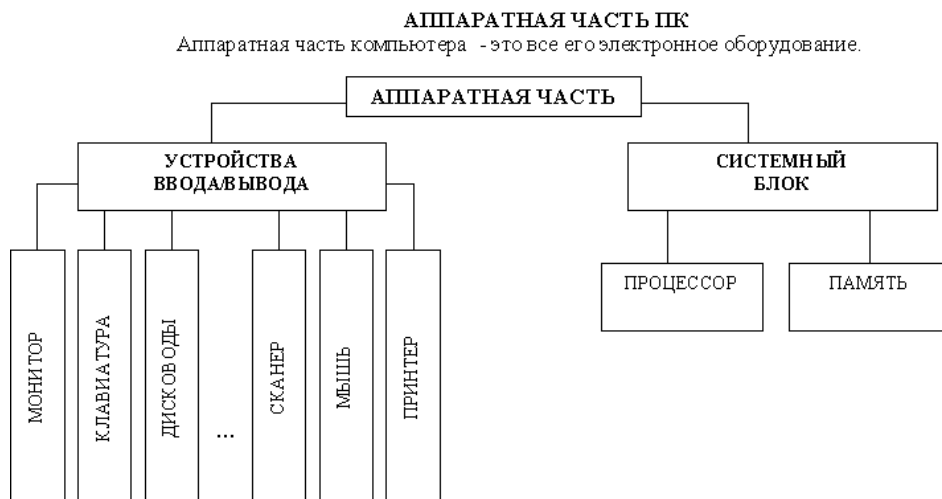 АППАРАТНАЯ ЧАСТЬ ПК
Аппаратная часть компьютера - это все его электронное оборудование.
АППАРАТНАЯ ЧАСТЬ
УСТРОЙСТВА
ВВОДА/ВЫВОДА
СИСТЕМНЫЙ
БЛОК
МОНИТОР
КЛАВИАТУРА
ДИСКОВОДЫ
...
СКАНЕР
МЫШЬ
ПРИНТЕР
ПРОЦЕССОР
ПАМЯТЬ